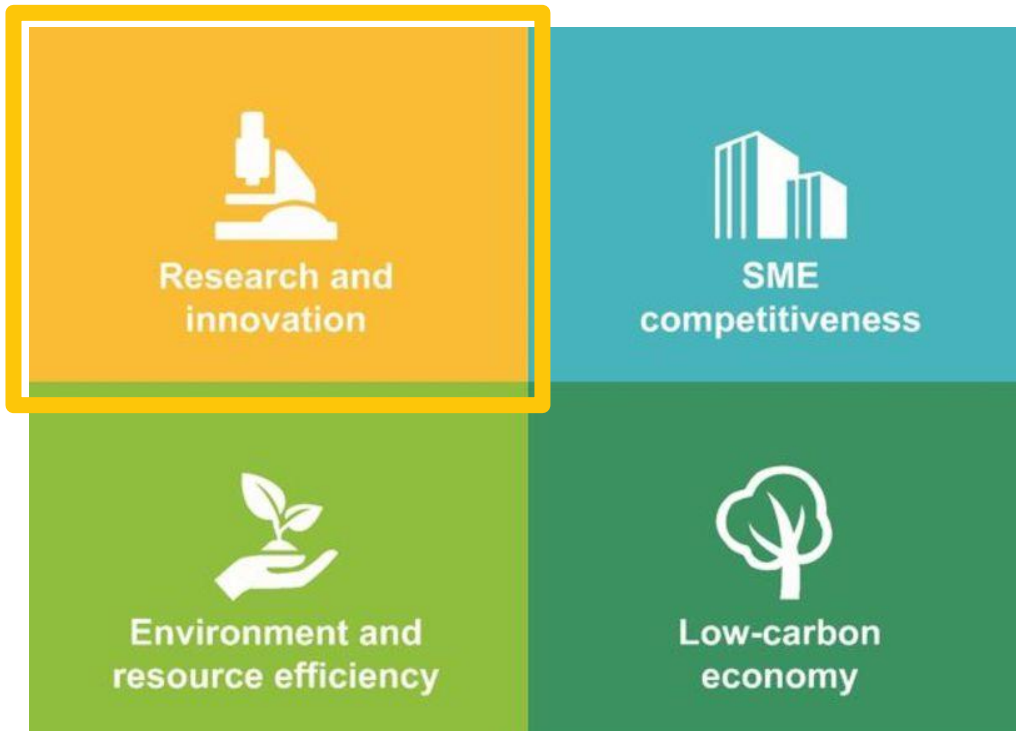 Research and
innovation
SME
competitiveness
Environment and
resource efficiency
Low-carbon
economy